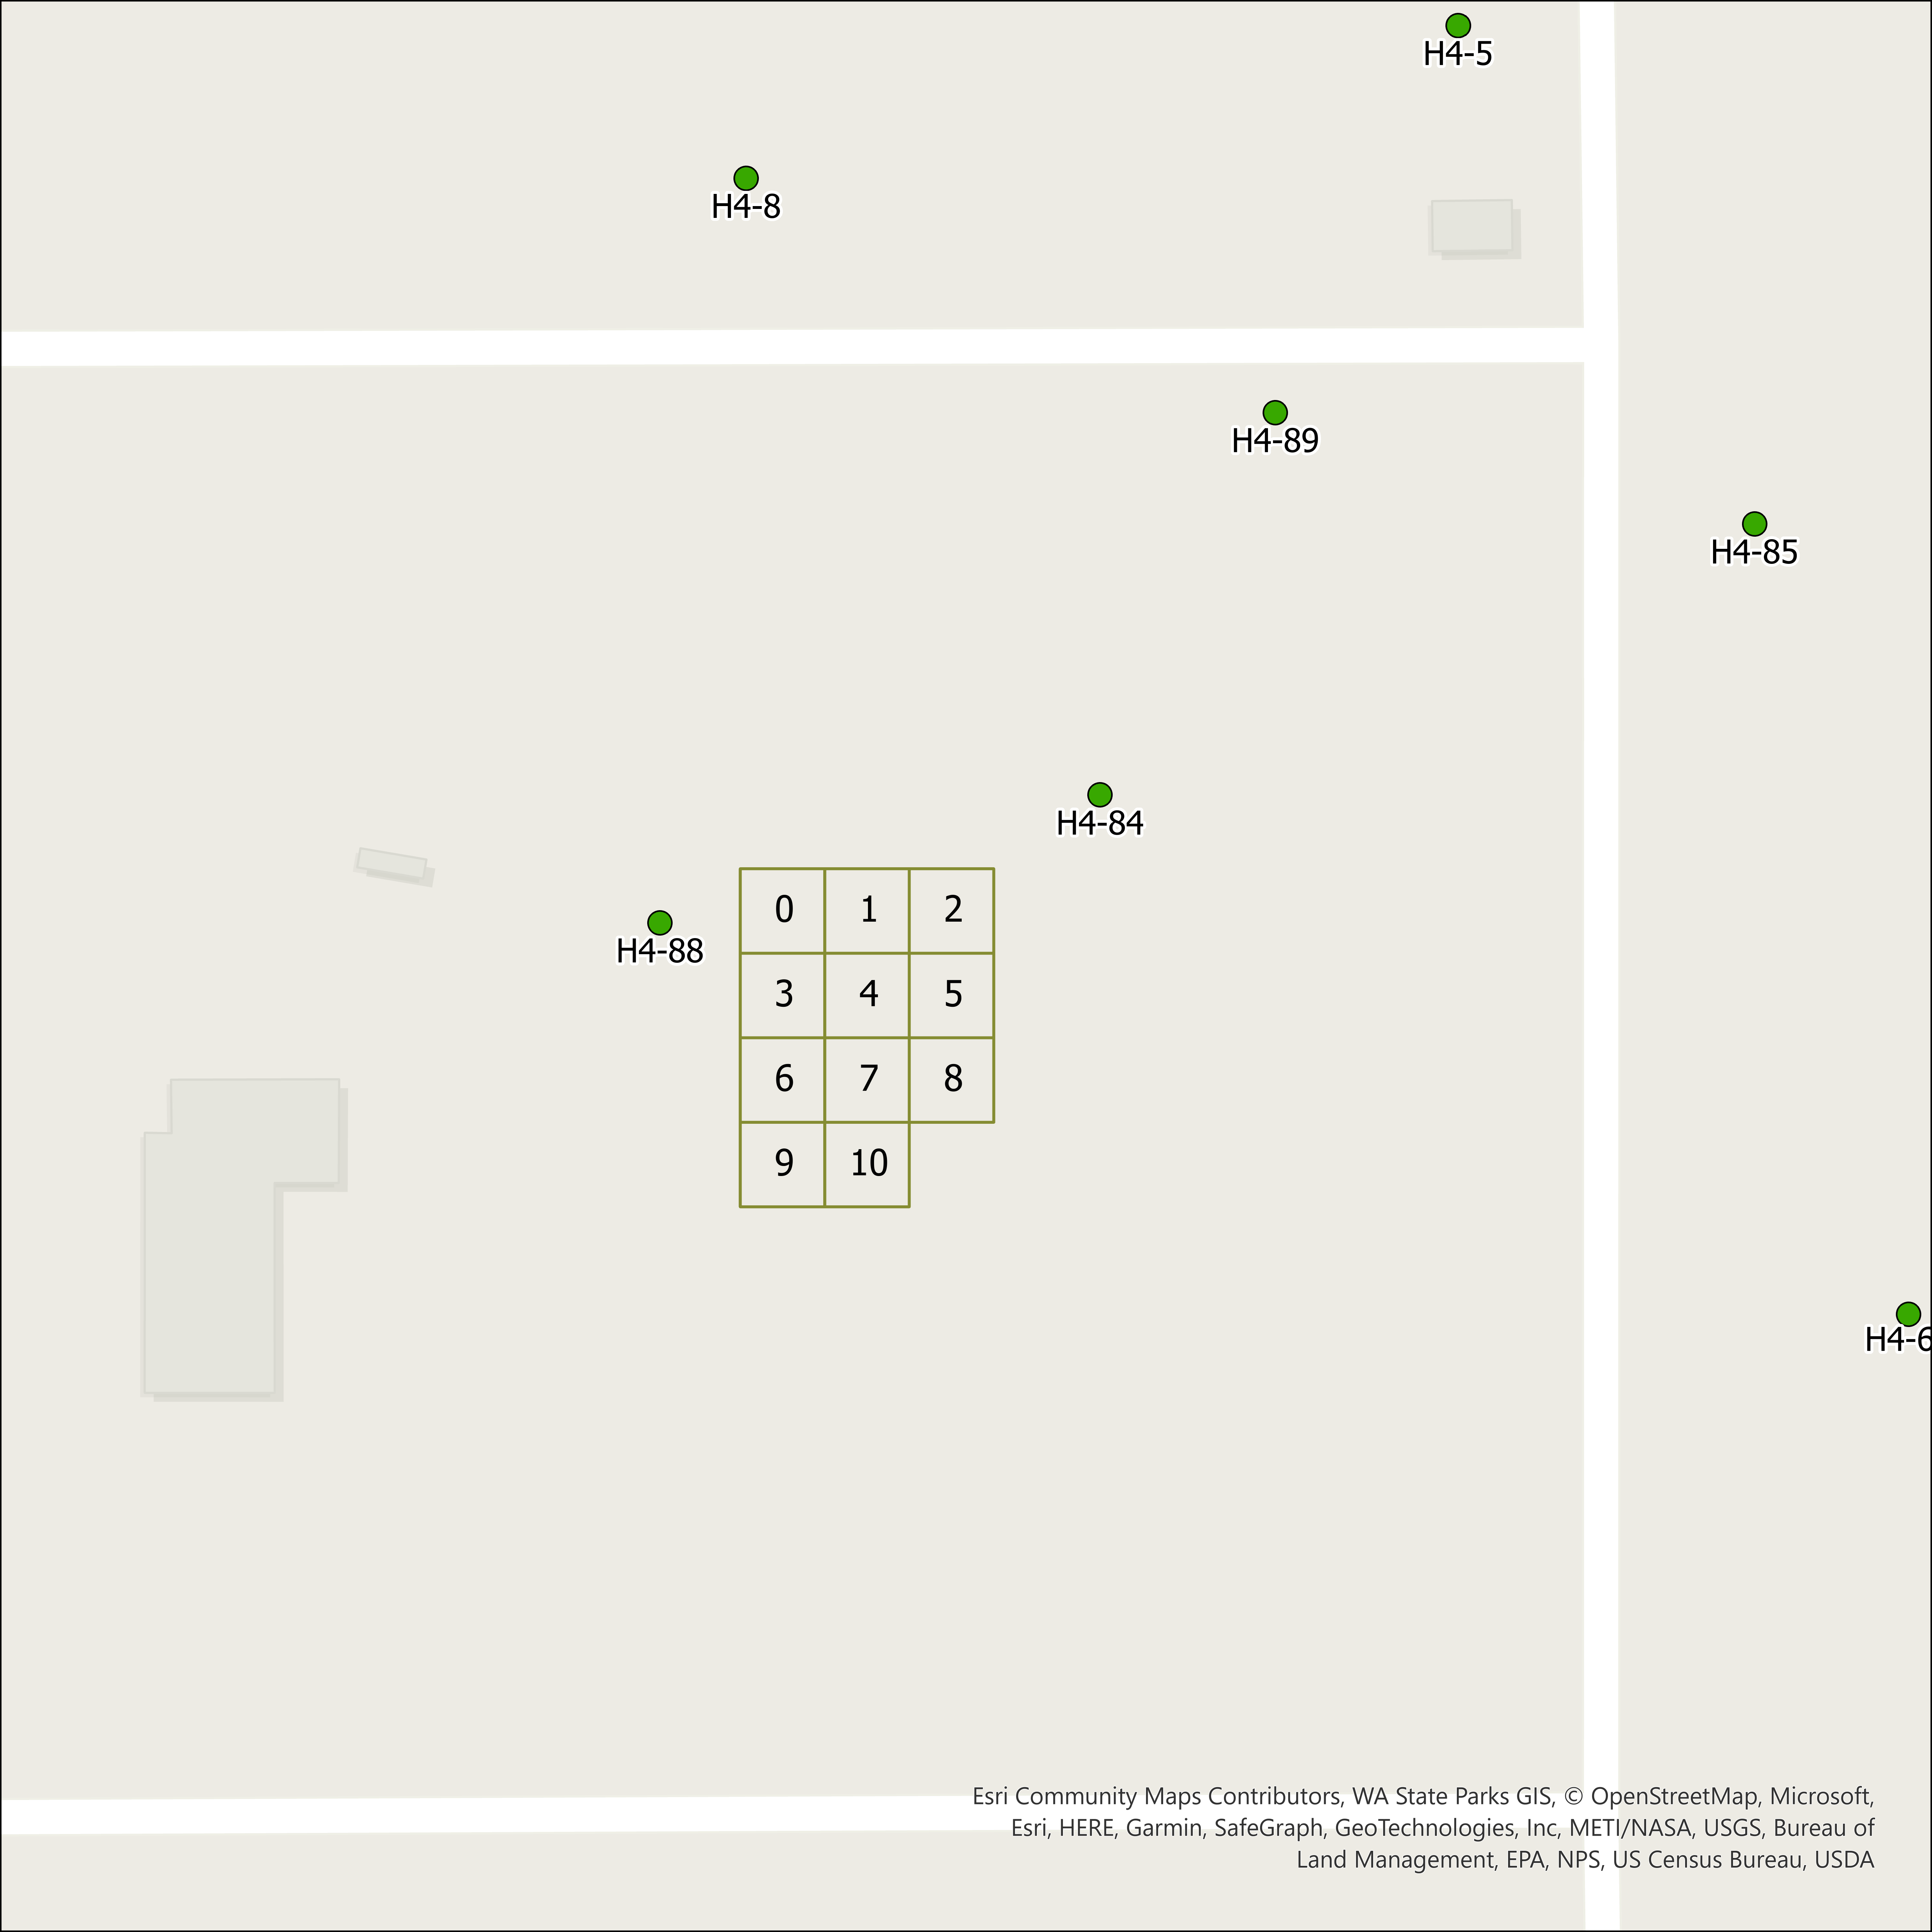 H4-5
H4-8
H4-89
H4-85
H4-84
0 1 2
H4-88
3 4 5
6 7 8
9 10
H4-6
Esri Community Maps Contributors, WA State Parks GIS, © OpenStreetMap, Microsoft,
Esri, HERE, Garmin, SafeGraph, GeoTechnologies, Inc, METI/NASA, USGS, Bureau of
Land Management, EPA, NPS, US Census Bureau, USDA